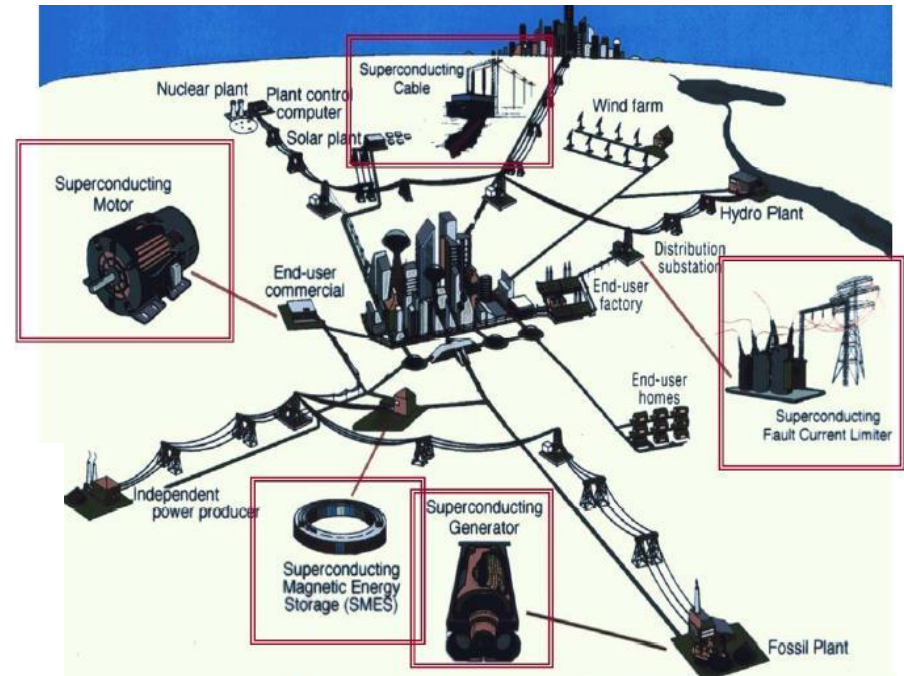 Superconducting
Cable
Nuclear plant
Plant control
computer
Solar plant
Wind farm
Superconducting
Motor
Hydro Plant
Distribution
substation
End-user
commercial
End-user
factory
End-user
homes
Superconducting
Fault Current Limiter
Independent
power producer
Superconducting
Magnetic Energy
Storage (SMES)
Superconducting
Generator
Fossil Plant